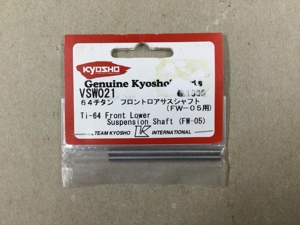 KYOSHO
Genuine Kyosho Parts
VSW021
64チタン フロントロアサスシャフト
(FW-05用)
Ti-64 Front Lower
Suspension Shaft (FW-05)
TEAM KYOSHO INTERNATIONAL